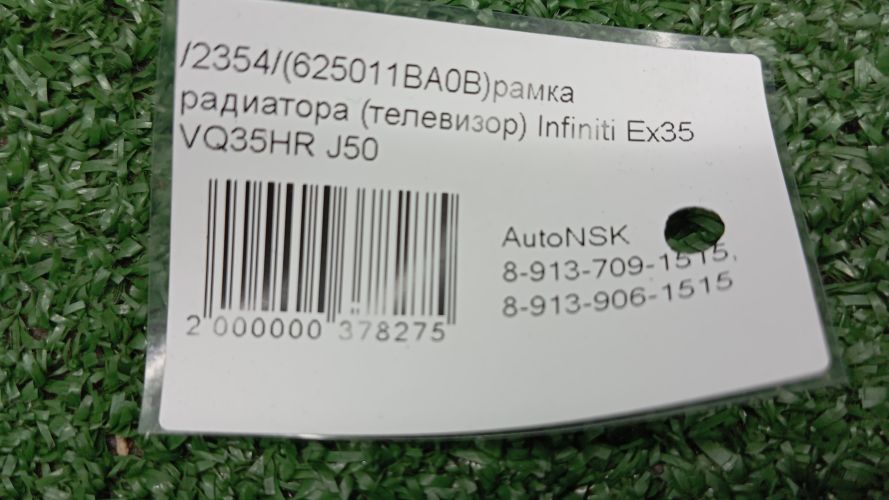 /2354/(625011BA0B)рамка
радиатора (телевизор) Infiniti Ex35
VQ35HR J50
AutoNSK
8-913-709-1515,
8-913-906-1515
2 000000 378275